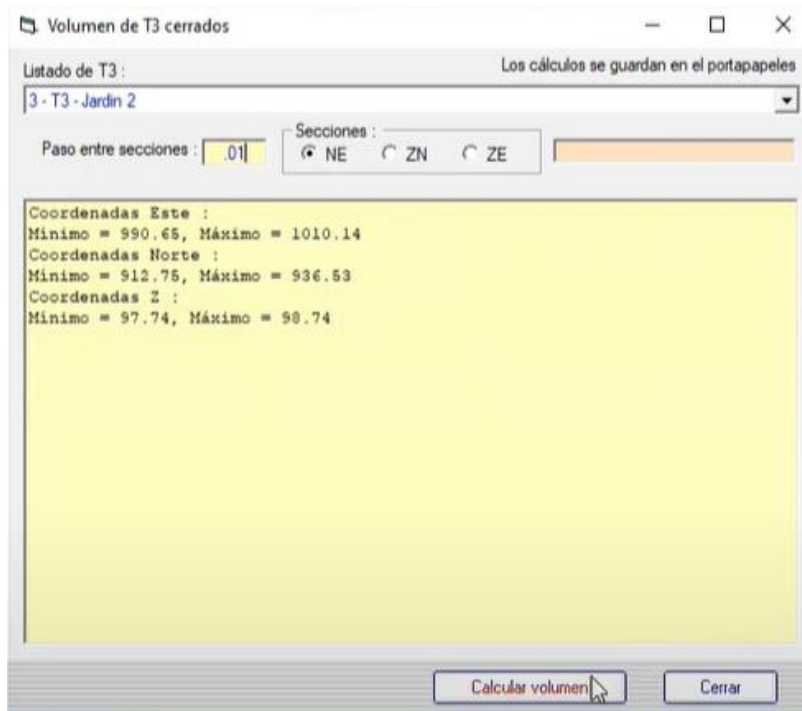 Volumen de T3 cerrados
Listado de T3 :
Los cálculos se guardan en el portapapeles
3 - T3 - Jardin 2
Paso entre secciones : .01
Secciones :
NE ZN ZE
Coordenadas Este :
Mínimo = 990.65, Máximo = 1010.14
Coordenadas Norte :
Mínimo = 912.75, Máximo = 936.53
Coordenadas Z :
Mínimo = 97.74, Máximo = 98.74
Calcular volumen
Cerrar